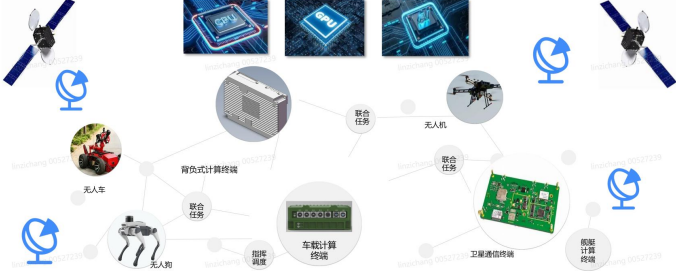 GPU
GPU
联合
任务
无人机
背负式计算终端
联合
任务
无人车
联合
任务
车载计算
终端
指挥
调度
无人狗
卫星通信终端
舰艇
计算
终端